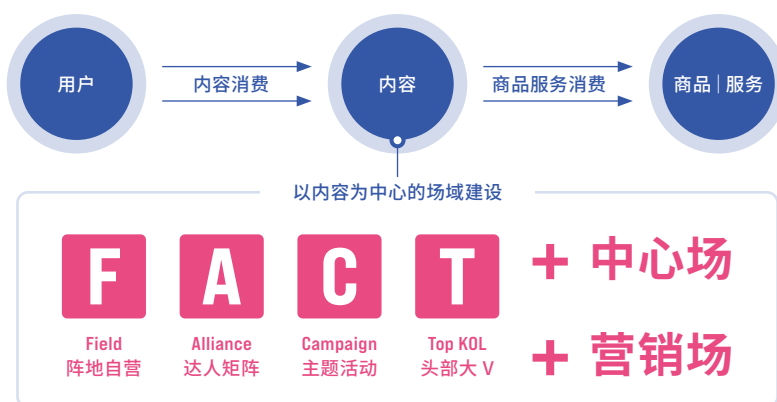 用户
内容消费
内容
商品服务消费
商品|服务
以内容为中心的场域建设
F A C T
+ 中心场
Field
阵地自营
Alliance
达人矩阵
Campaign
主题活动
Top KOL
头部大 V
+ 营销场